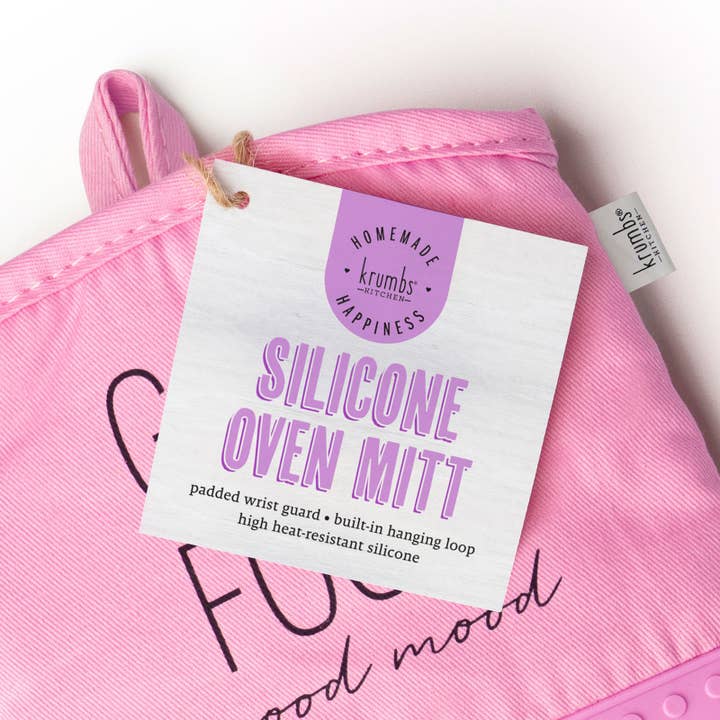 HOMEMADE
krumbs®
KITCHEN
HAPPINESS
SILICONE
OVEN MITT
padded wrist guard • built-in hanging loop
high heat-resistant silicone
krumbs®
KITCHEN
mood